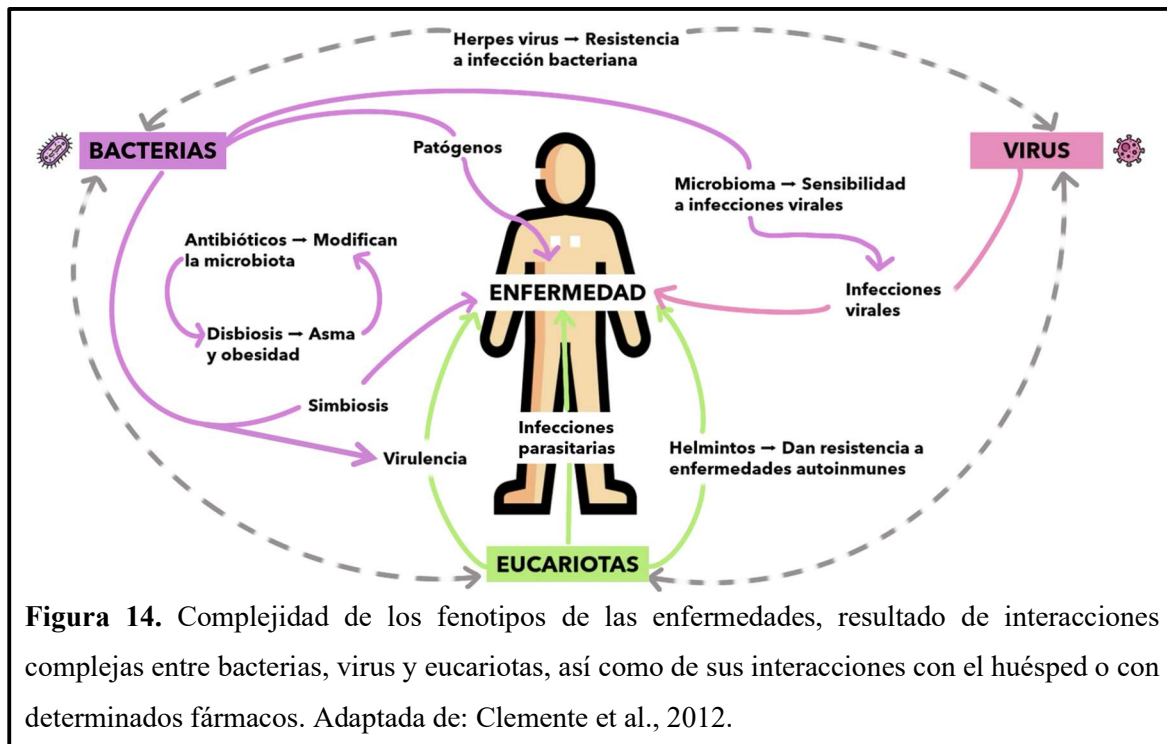 Herpes virus → Resistencia
a infección bacteriana
BACTERIAS
VIRUS
Patógenos
Microbioma → Sensibilidad
a infecciones virales
Antibióticos → Modifican
la microbiota
ENFERMEDAD
Infecciones
virales
Disbiosis → Asma
y obesidad
Simbiosis
Infecciones
parasitarias
Helmintos → Dan resistencia a
enfermedades autoinmunes
Virulencia
EUCARIOTAS
Figura 14. Complejidad de los fenotipos de las enfermedades, resultado de interacciones
complejas entre bacterias, virus y eucariotas, así como de sus interacciones con el huésped o con
determinados fármacos. Adaptada de: Clemente et al., 2012.